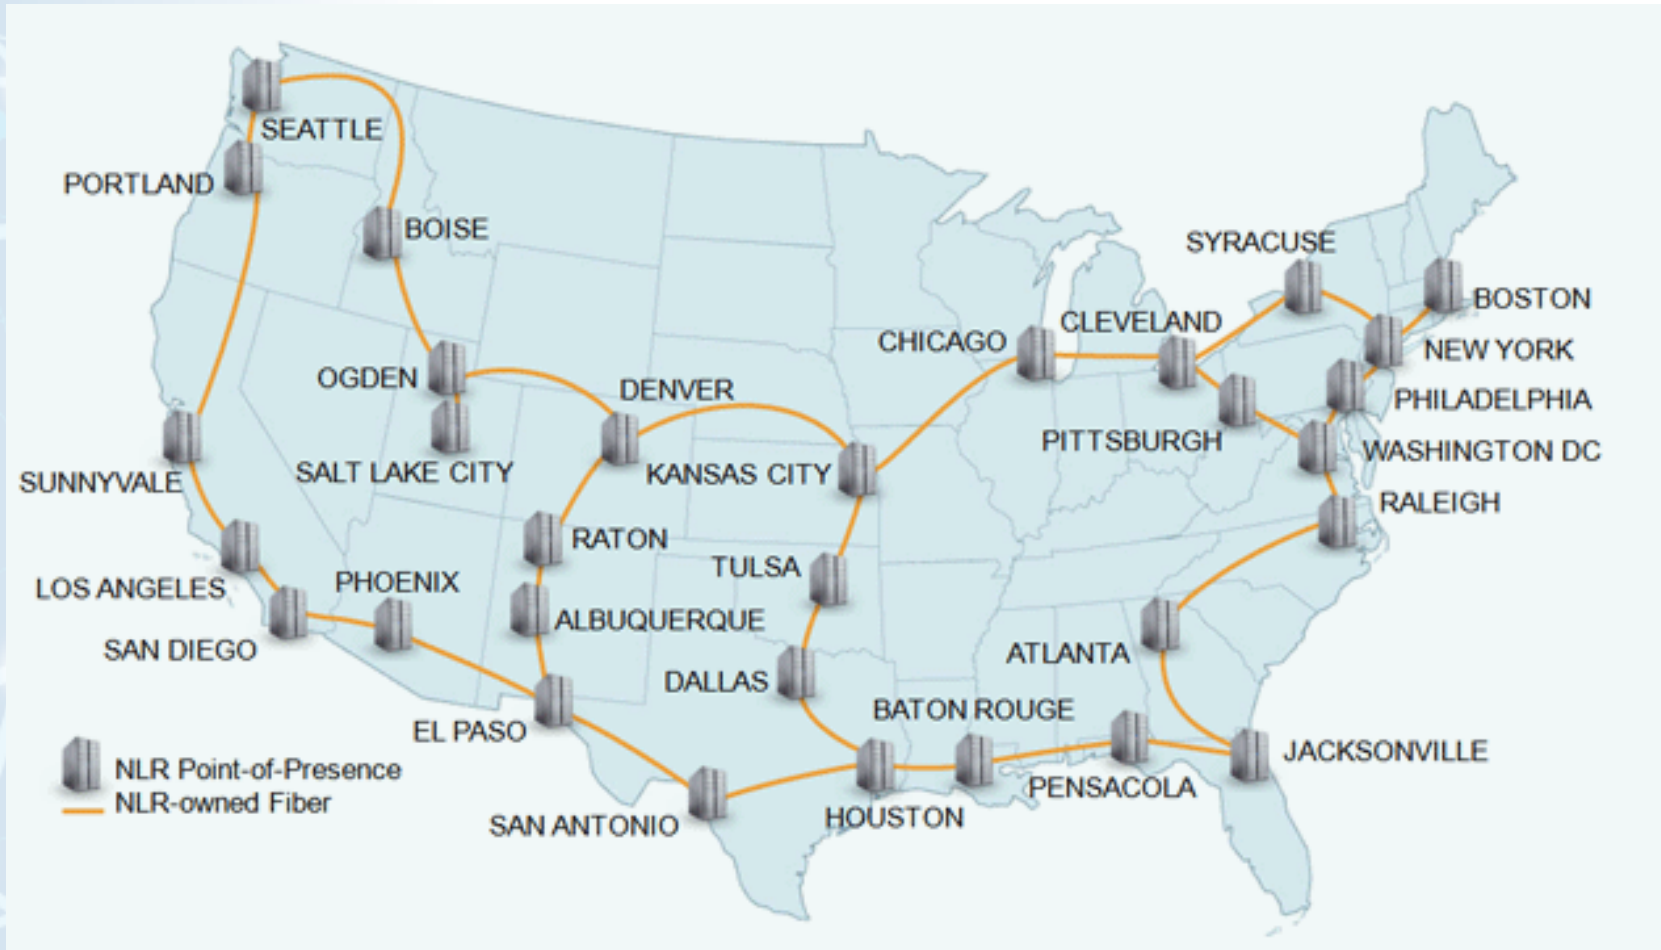 SEATTLE
PORTLAND
BOISE
SYRACUSE
BOSTON
CLEVELAND
CHICAGO
NEW YORK
OGDEN
DENVER
PHILADELPHIA
PITTSBURGH
WASHINGTON DC
SALT LAKE CITY
KANSAS CITY
SUNNYVALE
RALEIGH
RATON
TULSA
PHOENIX
LOS ANGELES
ALBUQUERQUE
SAN DIEGO
ATLANTA
DALLAS
BATON ROUGE
EL PASO
JACKSONVILLE
NLR Point-of-Presence
PENSACOLA
NLR-owned Fiber
HOUSTON
SAN ANTONIO